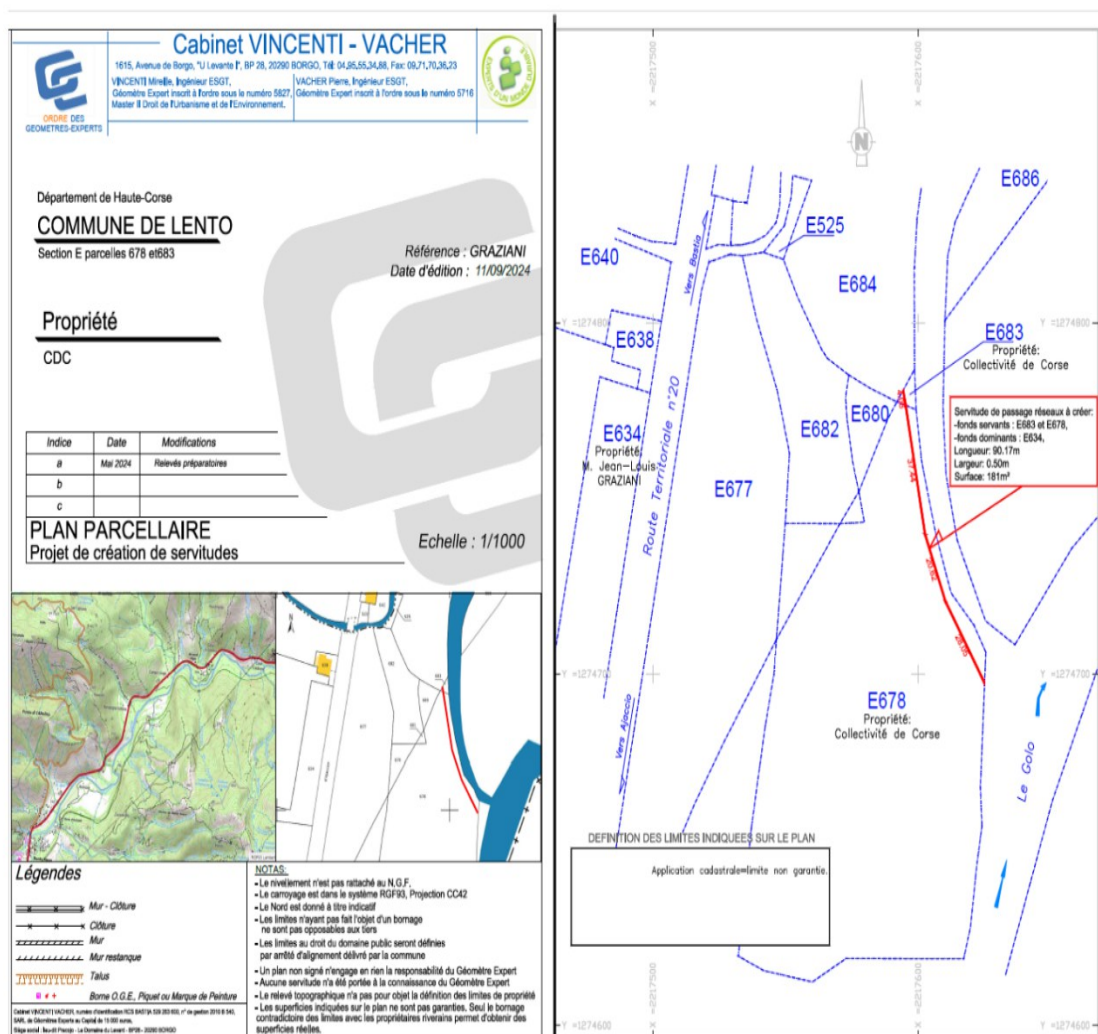 Cabinet VINCENTI - VACHER
1615, Avenue de Borgo, "U Levante I", BP 28, 20290 BORGO, Tél: 04,95,55,34,88, Fax: 09,71,70,36,23
VINCENTI Mireille, Ingénieur ESGT,
Géomètre Expert inscrit à l'ordre sous le numéro 5827,
Master II Droit de l'Urbanisme et de l'Environnement.
VACHER Pierre, Ingénieur ESGT,
Géomètre Expert inscrit à l'ordre sous le numéro 5716
ORDRE DES
GEOMETRES-EXPERTS
Département de Haute-Corse
COMMUNE DE LENTO
Section E parcelles 678 et683
Référence : GRAZIANI
Date d'édition : 11/09/2024
Propriété
CDC
Indice Date Modifications
a Mai 2024 Relevés préparatoires
b
c
PLAN PARCELLAIRE
Projet de création de servitudes
Echelle : 1/1000
N
Légendes
Mur - Clôture
Clôture
Mur
Mur restanque
Talus
Borne O.G.E., Piquet ou Marque de Peinture
NOTAS:
- Le nivellement n'est pas rattaché au N.G.F.
- Le carroyage est dans le système RGF93, Projection CC42
- Le Nord est donné à titre indicatif
- Les limites n'ayant pas fait l'objet d'un bornage
ne sont pas opposables aux tiers
- Les limites au droit du domaine public seront définies
par arrêté d'alignement délivré par la commune
- Un plan non signé n'engage en rien la responsabilité du Géomètre Expert
- Aucune servitude n'a été portée à la connaissance du Géomètre Expert
- Le relevé topographique n'a pas pour objet la définition des limites de propriété
- Les superficies indiquées sur le plan ne sont pas garanties. Seul le bornage
contradictoire des limites avec les propriétaires riverains permet d'obtenir des
superficies réelles.
X =2217500
X =2217600
N
E686
E525
E640
Vers Bastia
E684
Y =1274800
Y =1274800
E638
E683
Propriété:
Collectivité de Corse
E634
Propriété:
M. Jean-Louis
GRAZIANI
Route Territoriale n°20
E682
E680
E677
Servitude de passage réseaux à créer:
-fonds servants : E683 et E678,
-fonds dominants : E634,
Longueur: 90.17m
Largeur: 0.50m
Surface: 181m²
37.44
Y =1274700
Y =1274700
E678
Propriété:
Collectivité de Corse
Vers Ajaccio
Le Golo
DEFINITION DES LIMITES INDIQUEES SUR LE PLAN
Application cadastrale=limite non garantie.
X =2217500
X =2217600
Y =1274600
Y =1274600